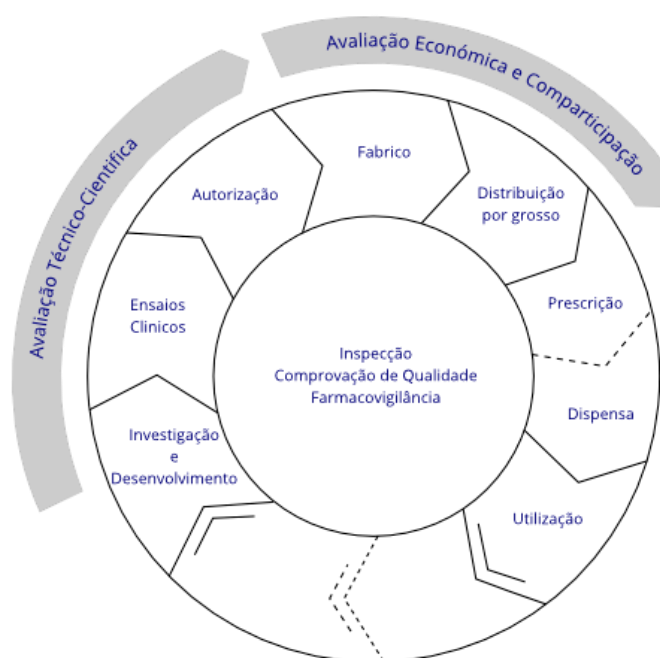 Avaliação Técnico-Científica
Avaliação Económica e Comparticipação
Investigação
e
Desenvolvimento
Ensaios
Clinicos
Autorização
Fabrico
Distribuição
por grosso
Prescrição
Dispensa
Utilização
Inspecção
Comprovação de Qualidade
Farmacovigilância